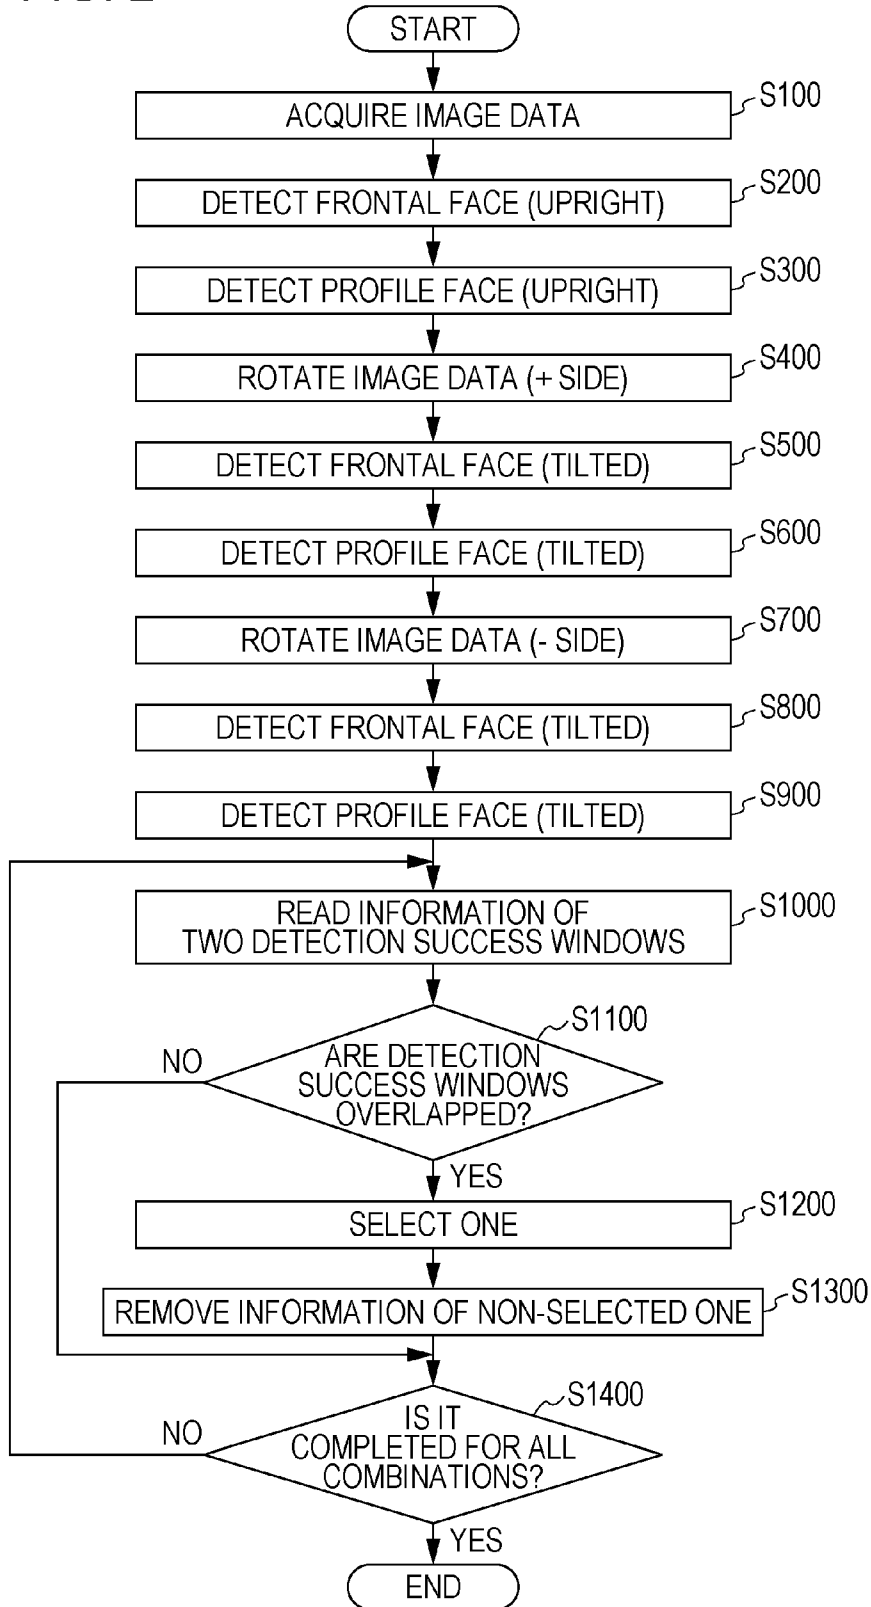 START
ACQUIRE IMAGE DATA
S100
DETECT FRONTAL FACE (UPRIGHT)
S200
DETECT PROFILE FACE (UPRIGHT)
S300
ROTATE IMAGE DATA (+ SIDE)
S400
DETECT FRONTAL FACE (TILTED)
S500
DETECT PROFILE FACE (TILTED)
S600
ROTATE IMAGE DATA (- SIDE)
S700
DETECT FRONTAL FACE (TILTED)
S800
DETECT PROFILE FACE (TILTED)
S900
READ INFORMATION OF
TWO DETECTION SUCCESS WINDOWS
S1000
S1100
NO
ARE DETECTION
SUCCESS WINDOWS
OVERLAPPED?
YES
SELECT ONE
S1200
REMOVE INFORMATION OF NON-SELECTED ONE
S1300
S1400
NO
IS IT
COMPLETED FOR ALL
COMBINATIONS?
YES
END